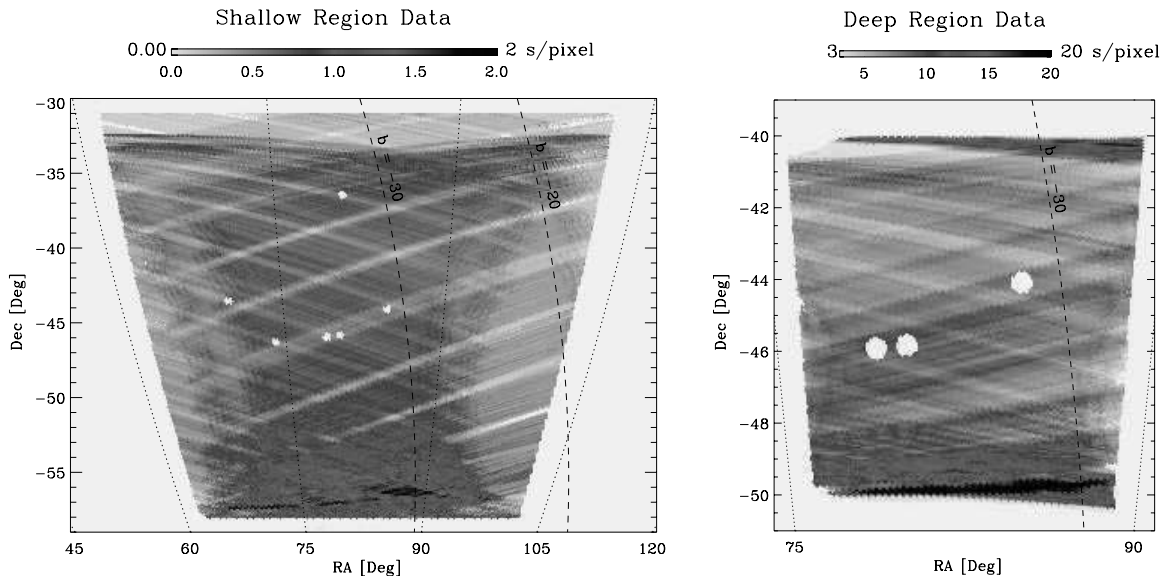 Shallow Region Data
0.00 2 s/pixel
0.0 0.5 1.0 1.5 2.0
-30
-35
-40
-45
-50
-55
Dec [Deg]
b = -30
b = -20
45 60 75 90 105 120
RA [Deg]
Deep Region Data
3 20 s/pixel
5 10 15 20
-40
-42
-44
-46
-48
-50
Dec [Deg]
b = -30
75 90
RA [Deg]